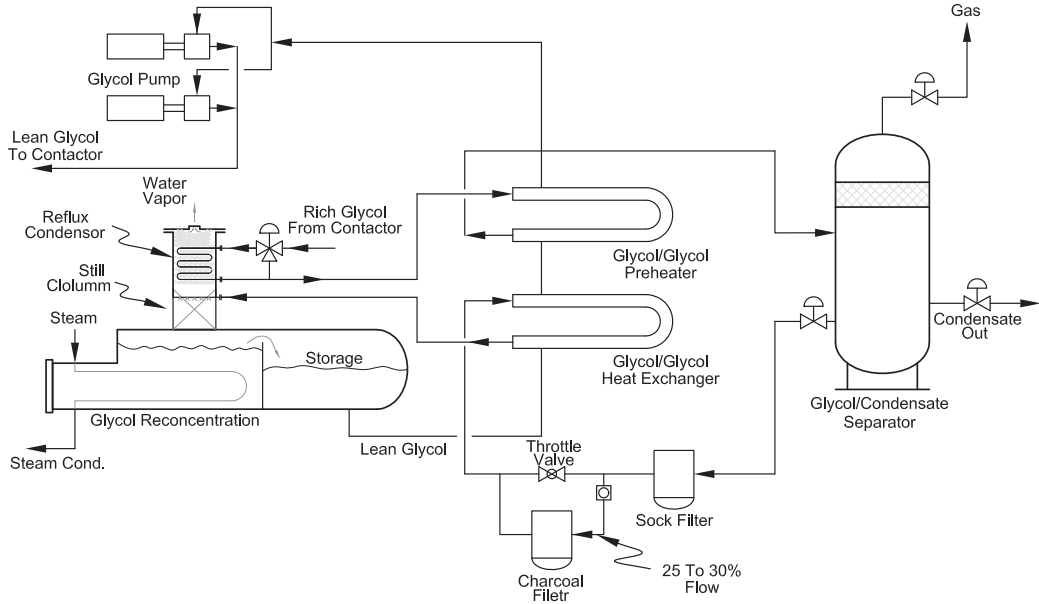 Gas
Glycol Pump
Lean Glycol
To Contactor
Water
Vapor
Reflux
Condensor
Rich Glycol
From Contactor
Glycol/Glycol
Preheater
Still
Clolumm
Steam
Storage
Condensate
Out
Glycol/Glycol
Heat Exchanger
Glycol Reconcentration
Glycol/Condensate
Separator
Steam Cond.
Lean Glycol
Throttle
Valve
Sock Filter
Charcoal
Filetr
25 To 30%
Flow